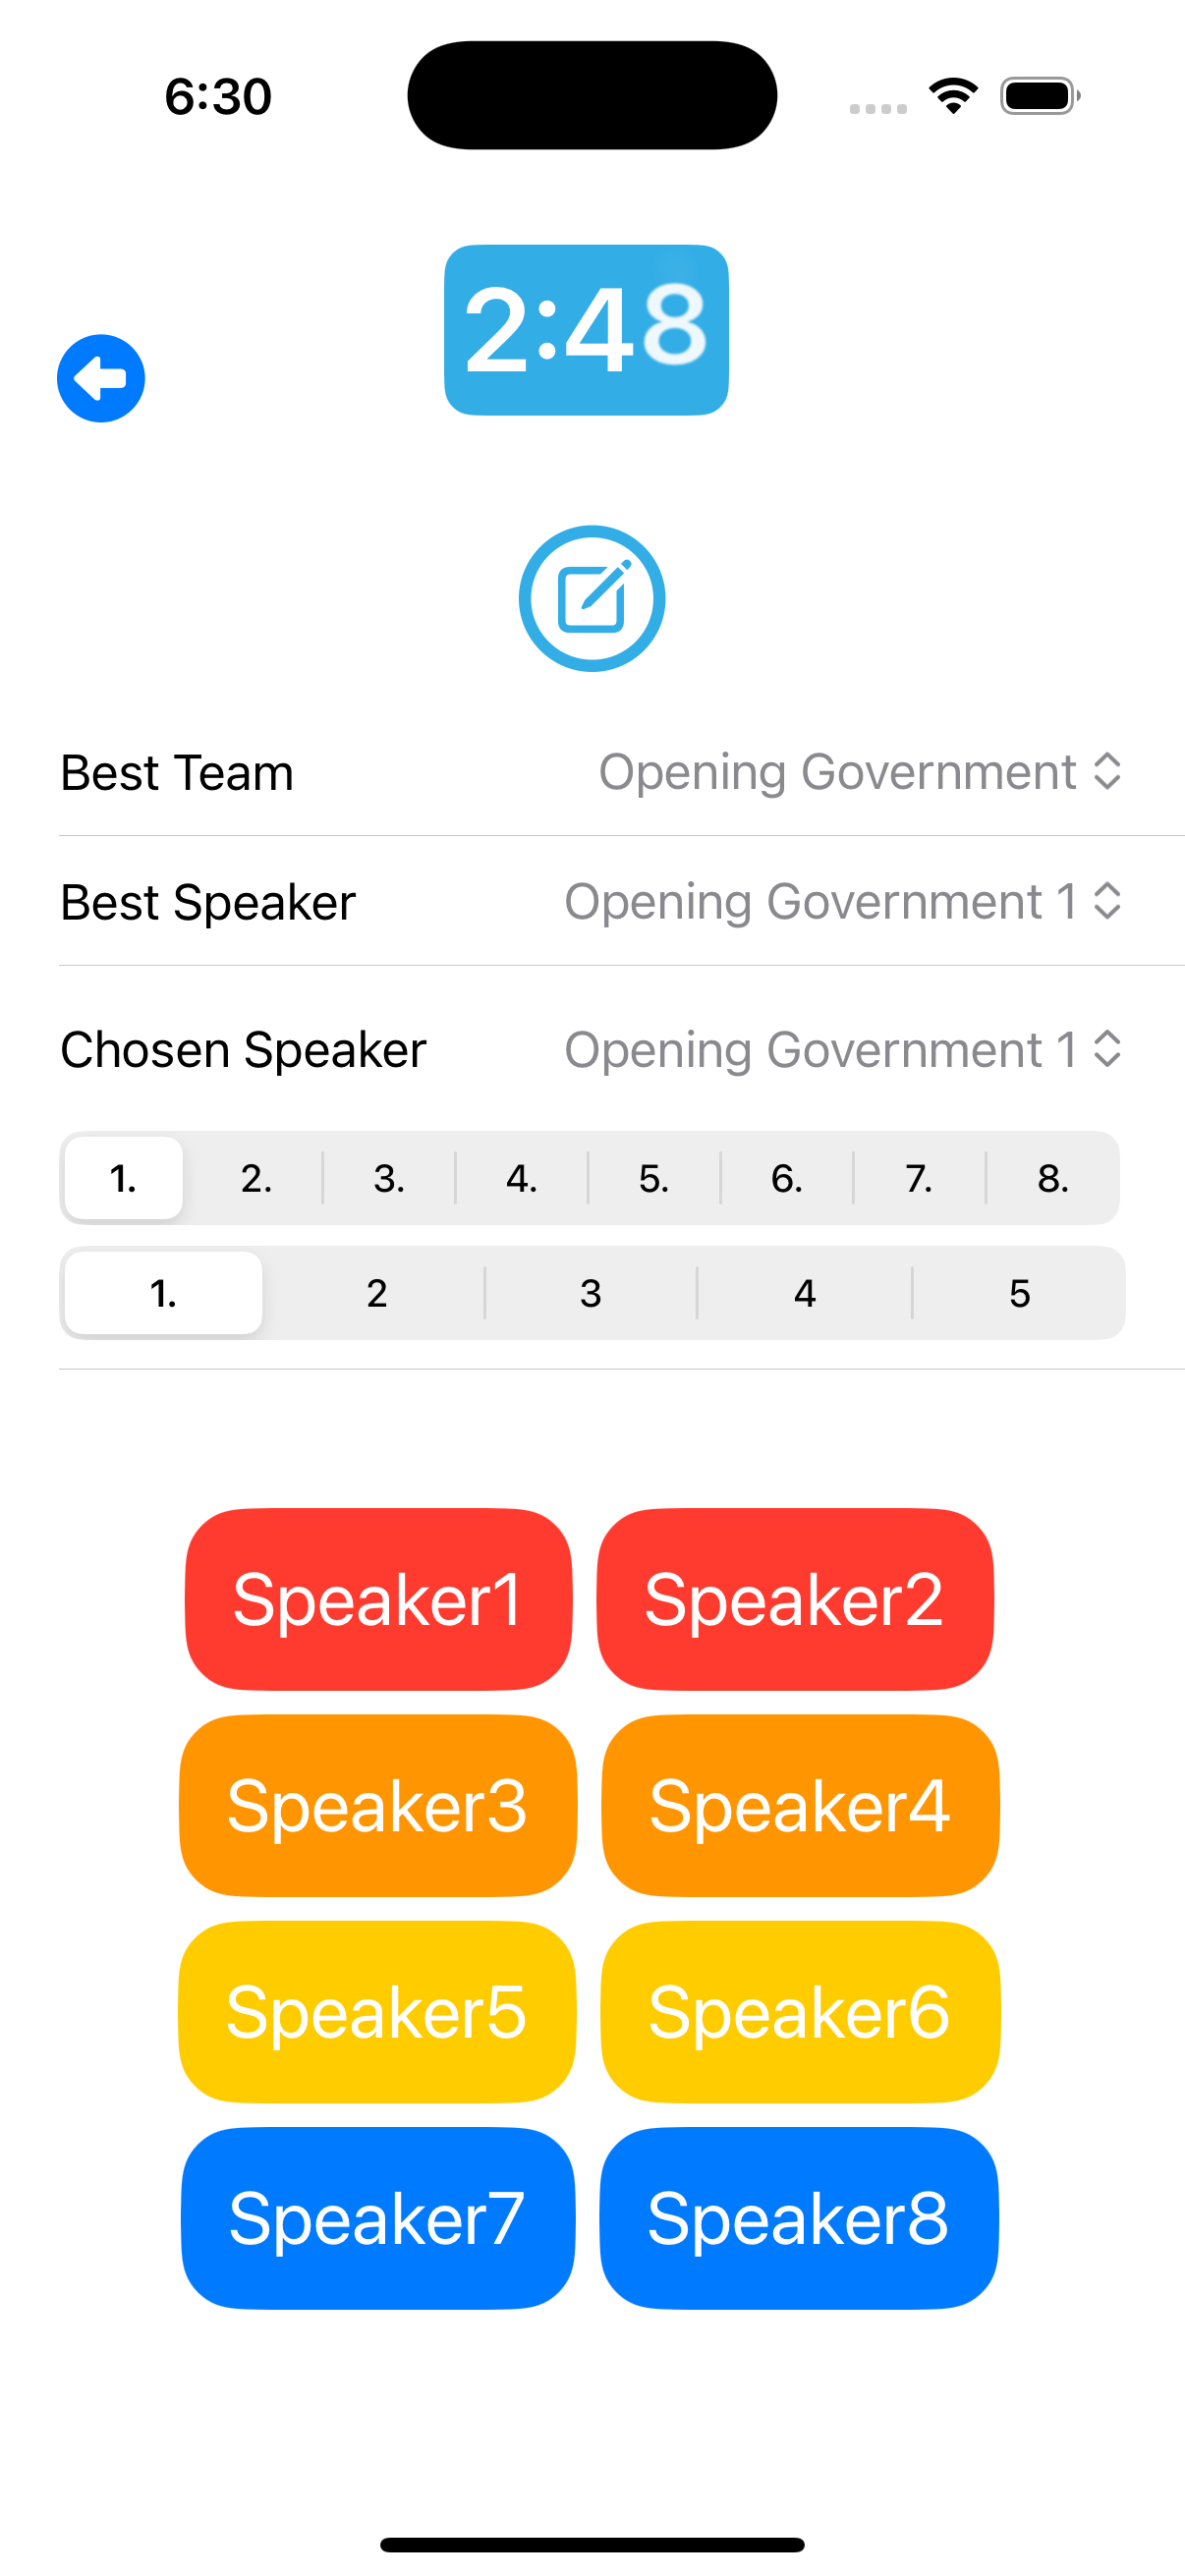 6:30
2:48
Best Team Opening Government
Best Speaker Opening Government 1
Chosen Speaker Opening Government 1
1. 2. 3. 4. 5. 6. 7. 8.
1. 2 3 4 5
Speaker1 Speaker2
Speaker3 Speaker4
Speaker5 Speaker6
Speaker7 Speaker8